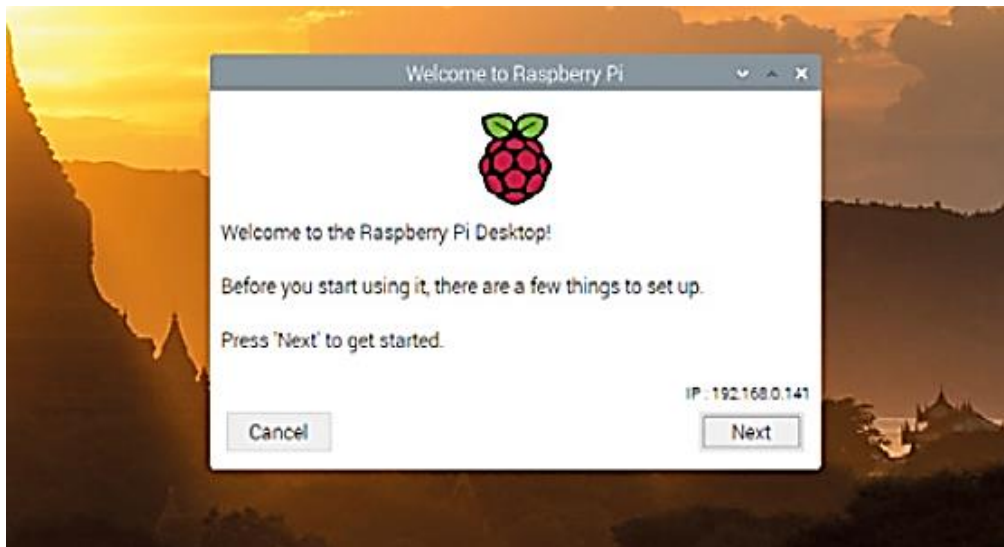 Welcome to Raspberry Pi
Welcome to the Raspberry Pi Desktop!
Before you start using it, there are a few things to set up.
Press 'Next' to get started.
IP : 192.168.0.141
Cancel
Next